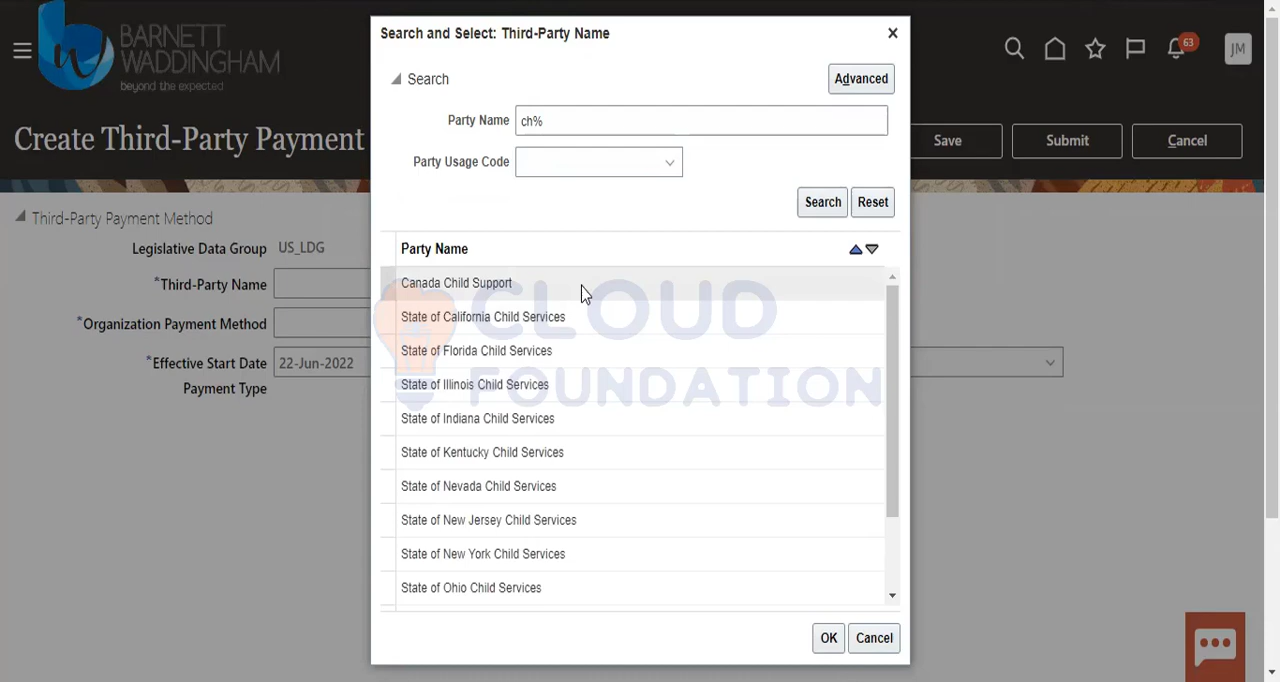 BARNETT
WADDINGHAM
beyond the expected
63
JM
Create Third-Party Payment
Save
Submit
Cancel
Third-Party Payment Method
Legislative Data Group US_LDG
*Third-Party Name
*Organization Payment Method
*Effective Start Date 22-Jun-2022
Payment Type
Search and Select: Third-Party Name
Search
Advanced
Party Name ch%
Party Usage Code
Search
Reset
Party Name
Canada Child Support
State of California Child Services
State of Florida Child Services
State of Illinois Child Services
State of Indiana Child Services
State of Kentucky Child Services
State of Nevada Child Services
State of New Jersey Child Services
State of New York Child Services
State of Ohio Child Services
OK
Cancel
CLOUD
FOUNDATION